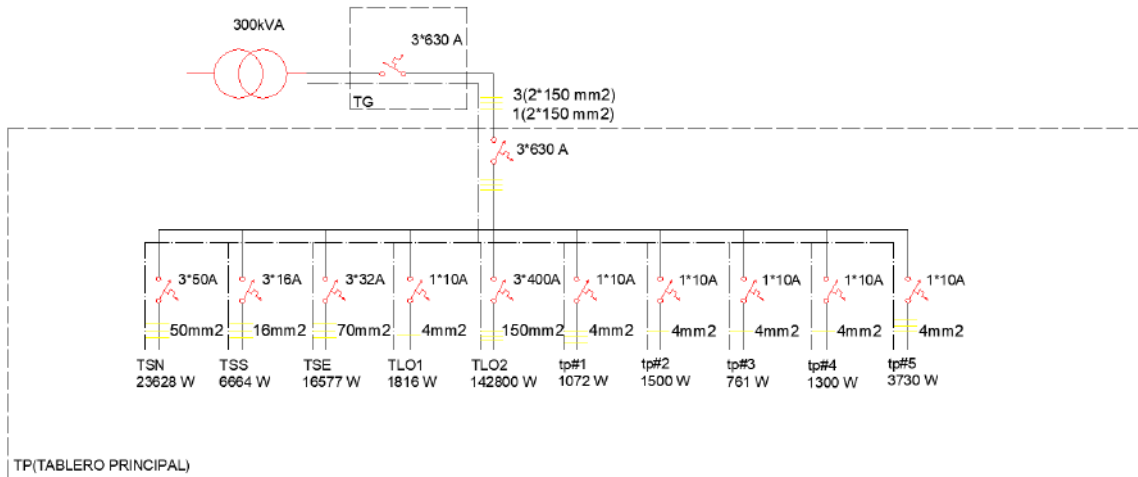 300kVA
3*630 A
TG
3(2*150 mm2)
1(2*150 mm2)
3*630 A
3*50A 3*16A 3*32A 1*10A 3*400A 1*10A 1*10A 1*10A 1*10A 1*10A
50mm2 16mm2 70mm2 4mm2 150mm2 4mm2 4mm2 4mm2 4mm2 4mm2
TSN TSS TSE TLO1 TLO2 tp#1 tp#2 tp#3 tp#4 tp#5
23628 W 6664 W 16577 W 1816 W 142800 W 1072 W 1500 W 761 W 1300 W 3730 W
TP(TABLERO PRINCIPAL)